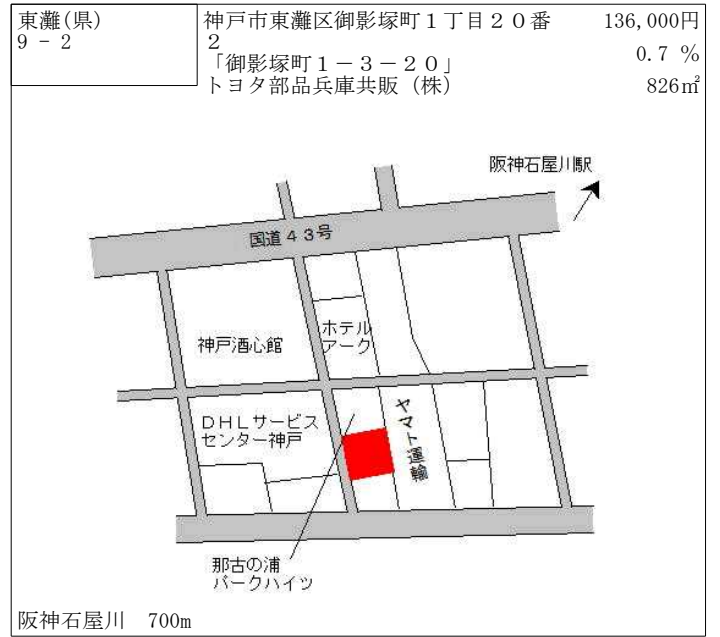 東灘(県)
9 - 2
神戸市東灘区御影塚町1丁目20番
2
「御影塚町1-3-20」
トヨタ部品兵庫共販(株)
136,000円
0.7 %
826㎡
阪神石屋川駅
国道43号
神戸酒心館
ホテル
アーク
DHLサービス
センター神戸
ヤマト運輸
那古の浦
パークハイツ
阪神石屋川 700m